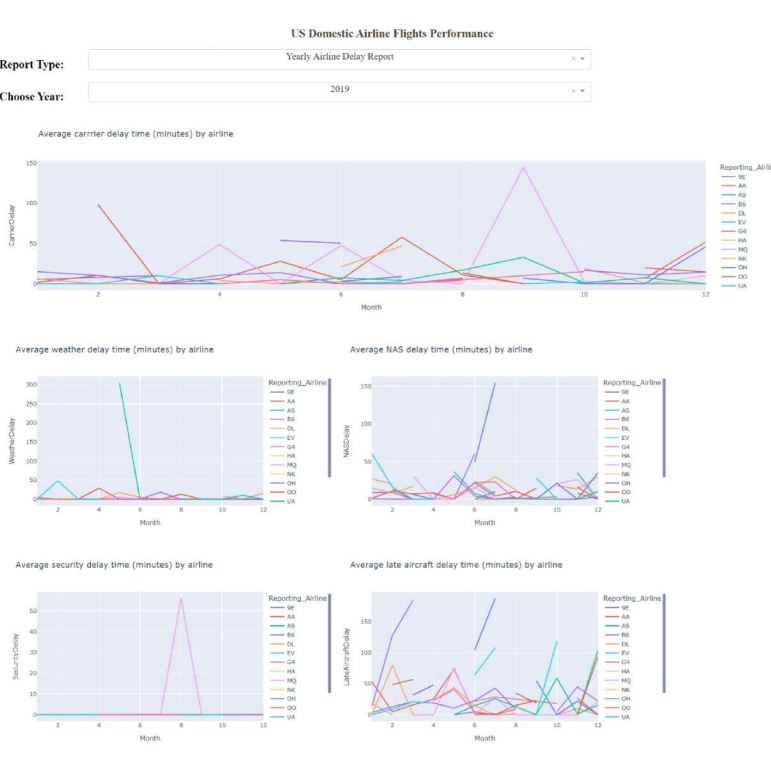 US Domestic Airline Flights Performance
Report Type:
Yearly Airline Delay Report
×
Choose Year:
2019
×
Average carrrier delay time (minutes) by airline
CarrierDelay
150
100
50
0
2
4
6
8
10
12
Month
Reporting_Airlin
9E
AA
AS
B6
DL
EV
G4
HA
MQ
NK
OH
OO
UA
Average weather delay time (minutes) by airline
WeatherDelay
300
250
200
150
100
50
0
2
4
6
8
10
12
Month
Reporting_Airline
9E
AA
AS
B6
DL
EV
G4
HA
MQ
NK
OH
OO
UA
Average NAS delay time (minutes) by airline
NASDelay
150
100
50
0
2
4
6
8
10
12
Month
Reporting_Airline
9E
AA
AS
B6
DL
EV
G4
HA
MQ
NK
OH
OO
UA
Average security delay time (minutes) by airline
SecurityDelay
50
40
30
20
10
0
2
4
6
8
10
12
Month
Reporting_Airline
9E
AA
AS
B6
DL
EV
G4
HA
MQ
NK
OH
OO
UA
Average late aircraft delay time (minutes) by airline
LateAircraftDelay
150
100
50
0
2
4
6
8
10
12
Month
Reporting_Airline
9E
AA
AS
B6
DL
EV
G4
HA
MQ
NK
OH
OO
UA